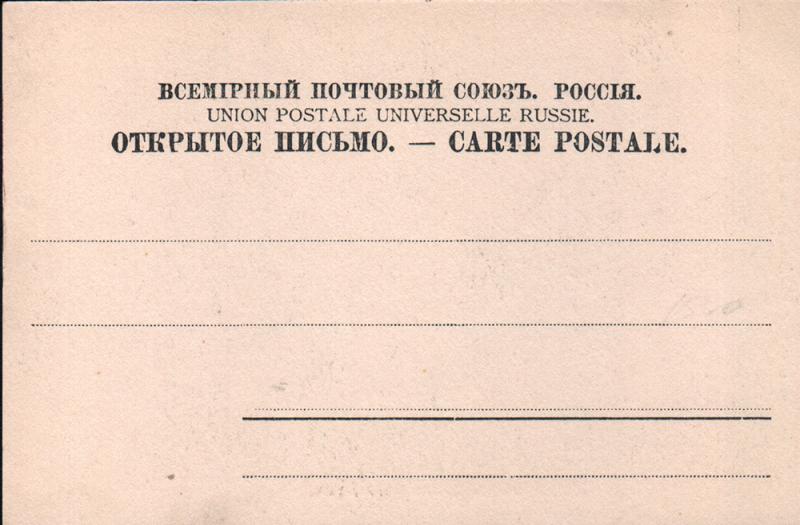 ВСЕМІРНЫЙ ПОЧТОВЫЙ СОЮЗЪ. РОССІЯ.
UNION POSTALE UNIVERSELLE RUSSIE.
ОТКРЫТОЕ ПИСЬМО. — CARTE POSTALE.